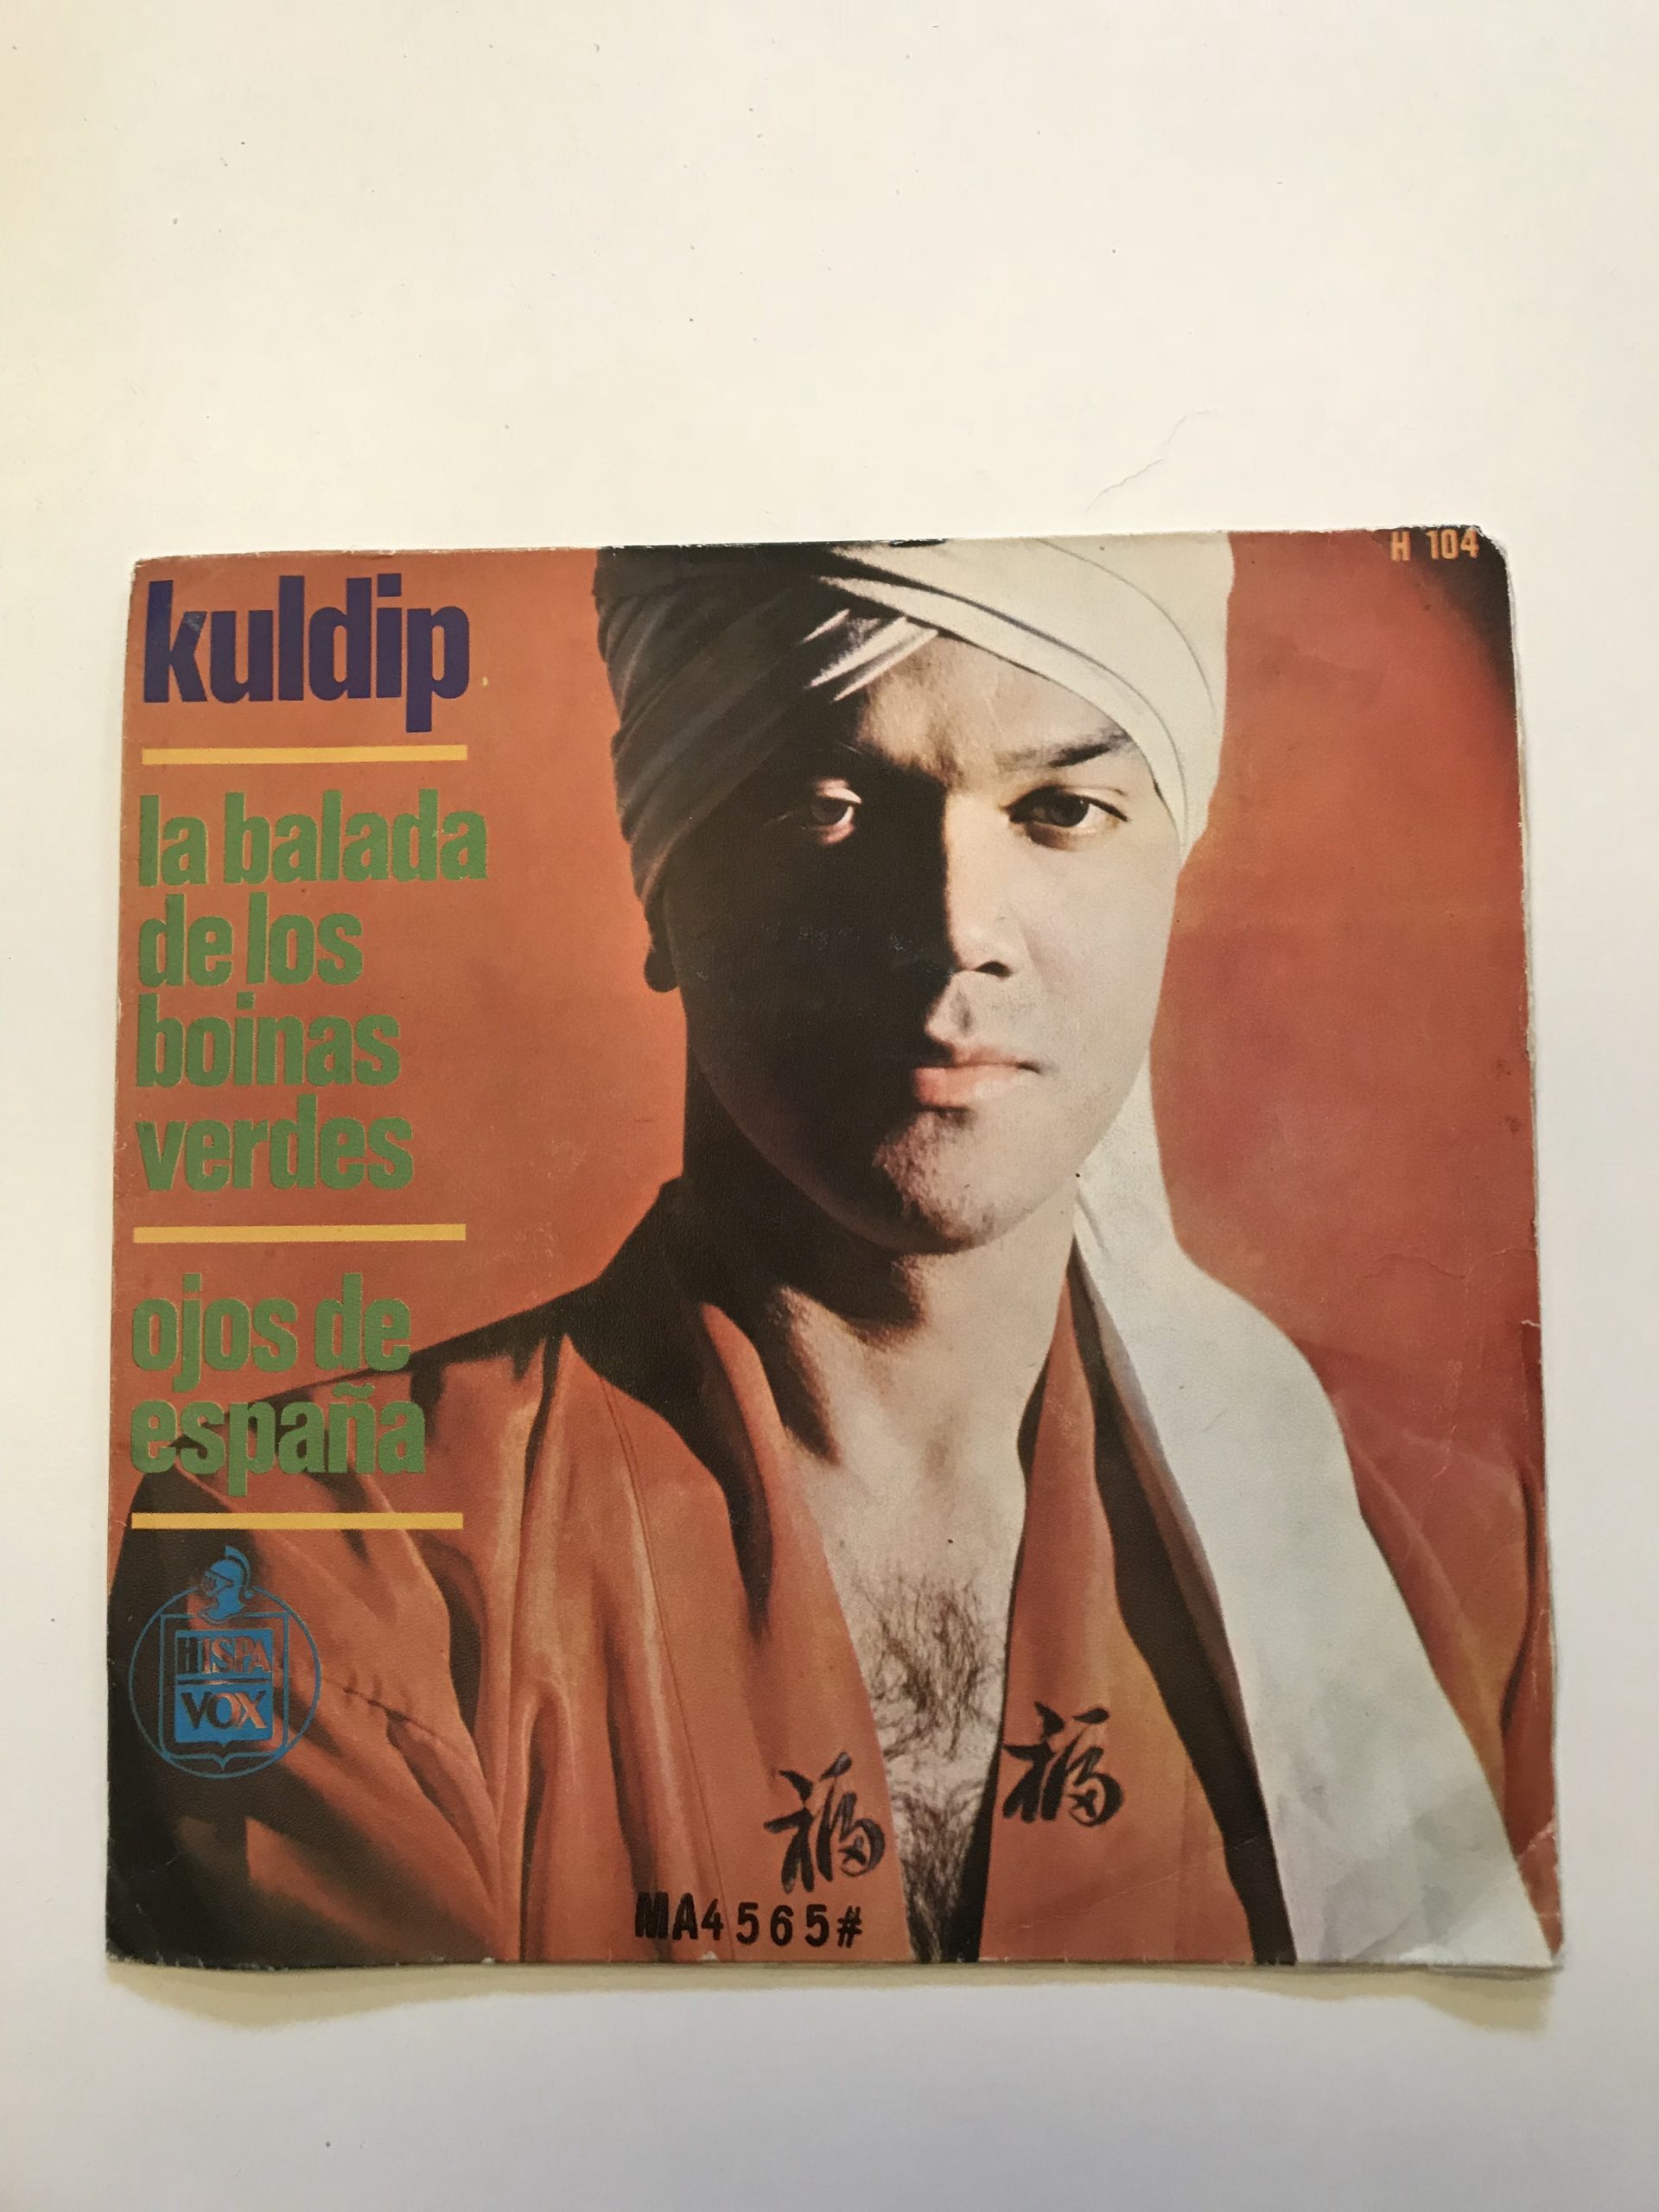 H 104
kuldip
la balada
de los
boinas
verdes
ojos de
españa
HISPA
VOX
福
福
MA4565#